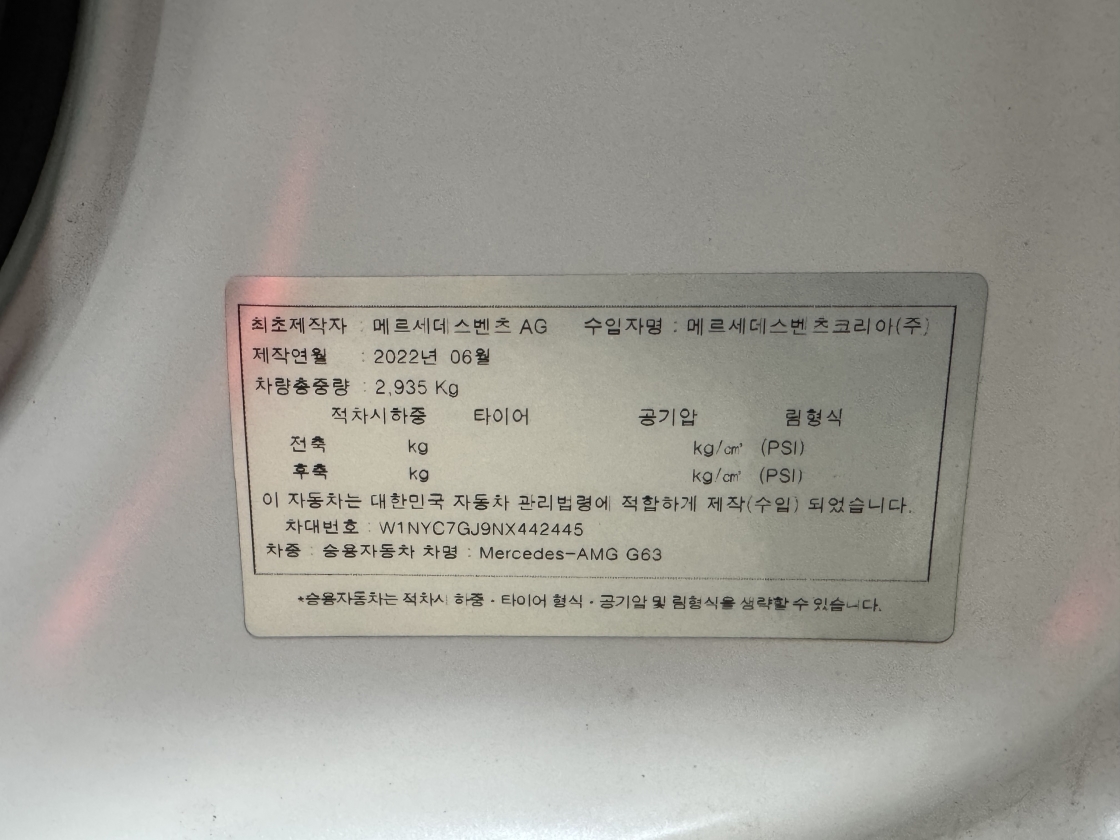 최초제작자 : 메르세데스벤츠 AG 수입자명 : 메르세데스벤츠코리아(주)
제작연월 : 2022년 06월
차량총중량 : 2,935 Kg
적차시하중 타이어 공기압 림형식
전축 kg kg/㎠ (PSI)
후축 kg kg/㎠ (PSI)
이 자동차는 대한민국 자동차 관리법령에 적합하게 제작(수입) 되었습니다.
차대번호 : W1NYC7GJ9NX442445
차종 : 승용자동차 차명 : Mercedes-AMG G63
*승용자동차는 적차시 하중 · 타이어 형식 · 공기압 및 림형식을 생략할 수 있습니다.